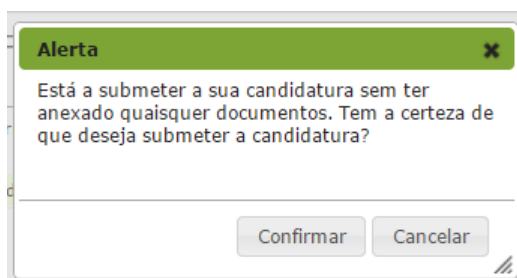 Alerta
Está a submeter a sua candidatura sem ter
anexado quaisquer documentos. Tem a certeza de
que deseja submeter a candidatura?
Confirmar Cancelar